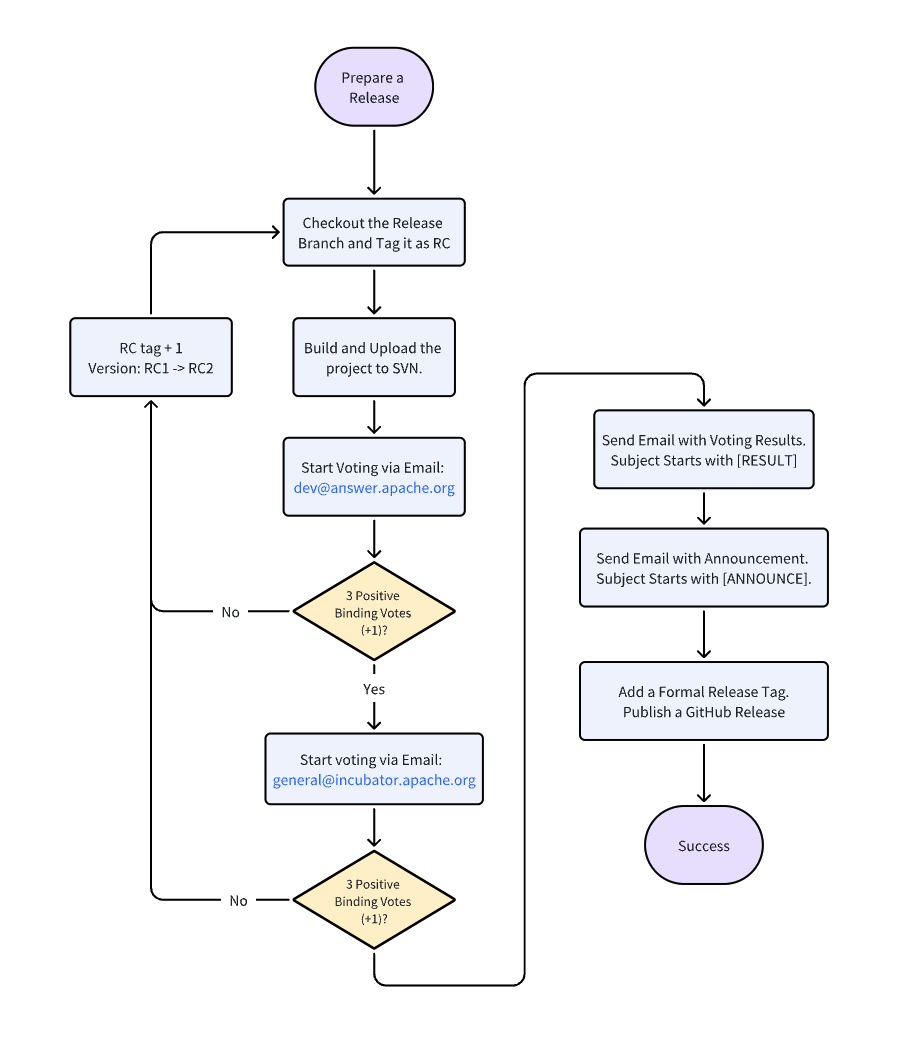 Prepare a
Release
Checkout the Release
Branch and Tag it as RC
RC tag + 1
Version: RC1 -> RC2
Build and Upload the
project to SVN.
Start Voting via Email:
dev@answer.apache.org
3 Positive
Binding Votes
(+1)?
No
Yes
Start voting via Email:
general@incubator.apache.org
3 Positive
Binding Votes
(+1)?
No
Send Email with Voting Results.
Subject Starts with [RESULT]
Send Email with Announcement.
Subject Starts with [ANNOUNCE].
Add a Formal Release Tag.
Publish a GitHub Release
Success